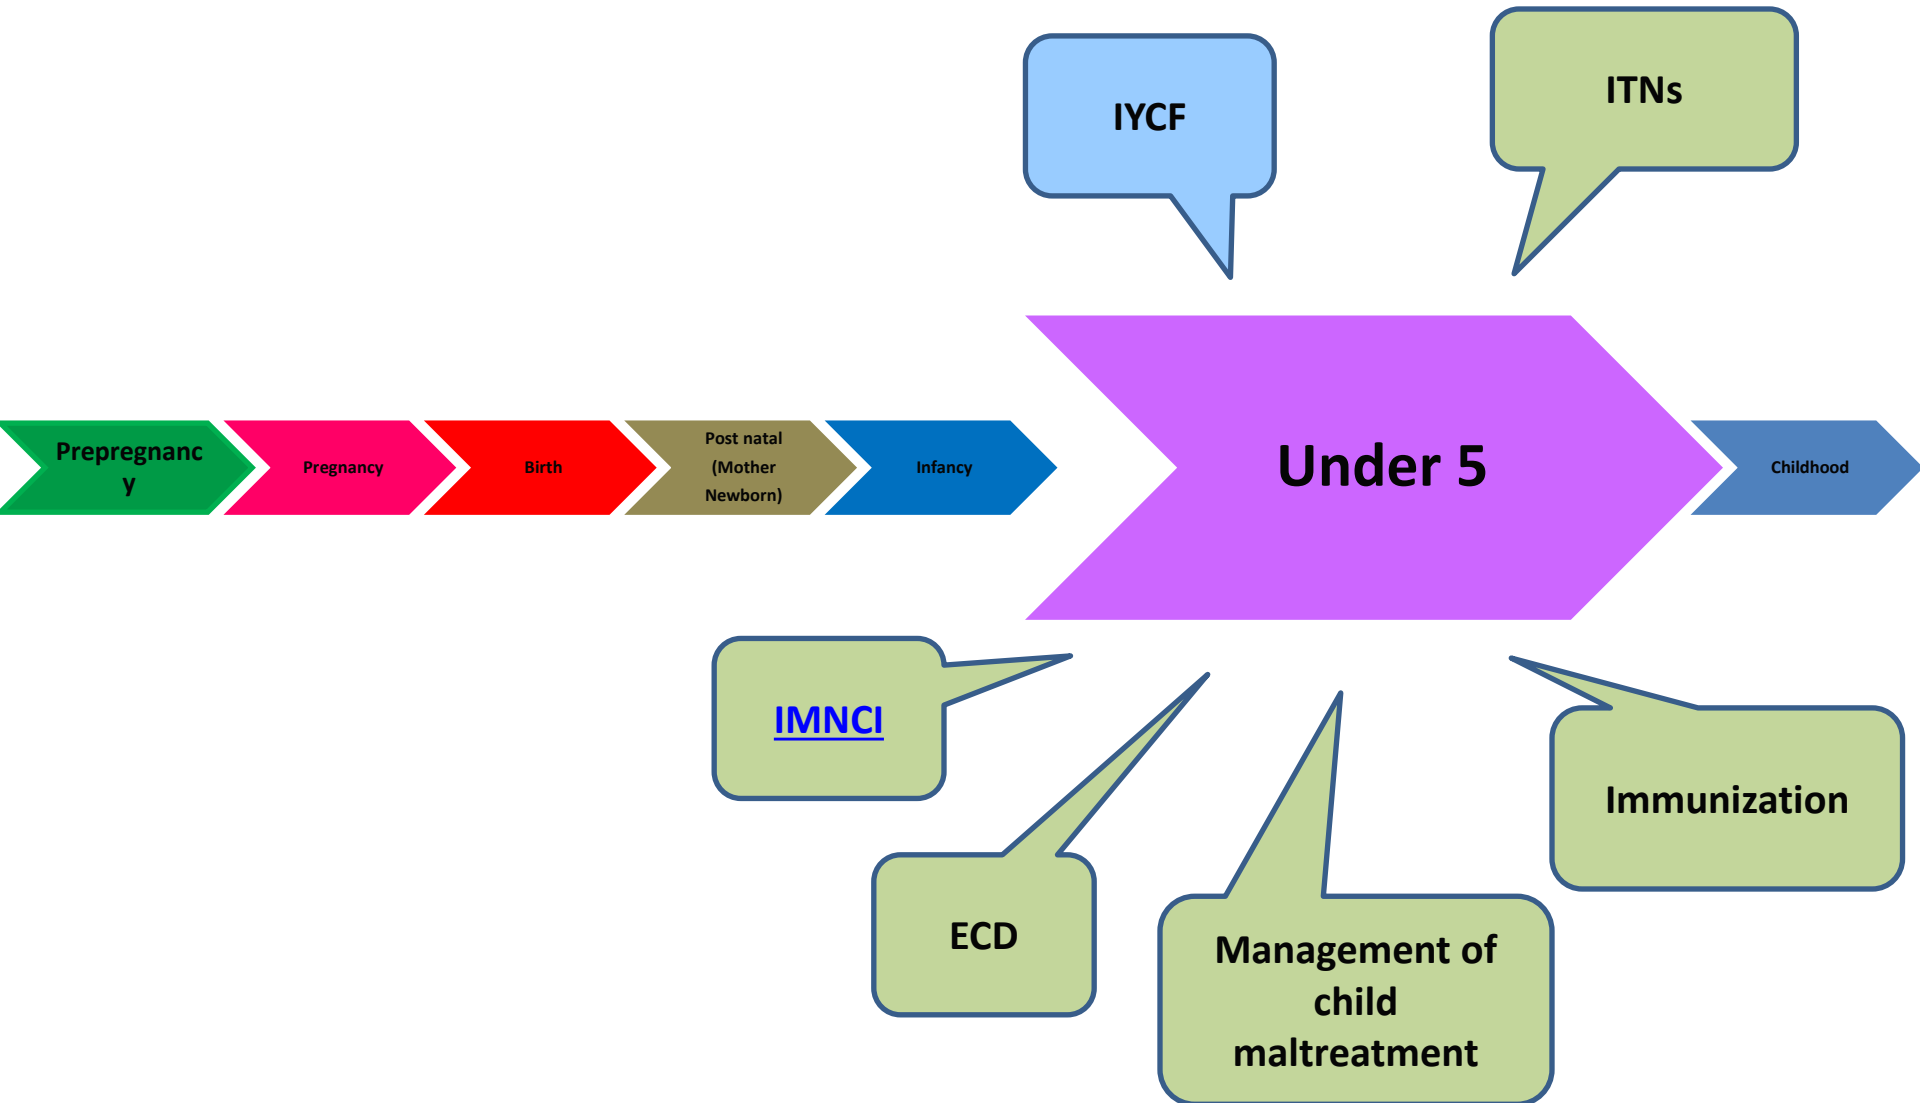 IYCF
ITNs
Prepregnanc
y
Pregnancy
Birth
Post natal
(Mother
Newborn)
Infancy
Under 5
Childhood
IMNCI
ECD
Management of
child
maltreatment
Immunization